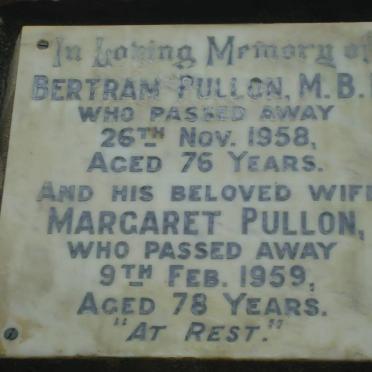 In Loving Memory of
BERTRAM PULLON, M.B.
WHO PASSED AWAY
26TH NOV. 1958,
AGED 76 YEARS.
AND HIS BELOVED WIFE
MARGARET PULLON,
WHO PASSED AWAY
9TH FEB. 1959,
AGED 78 YEARS.
"AT REST."